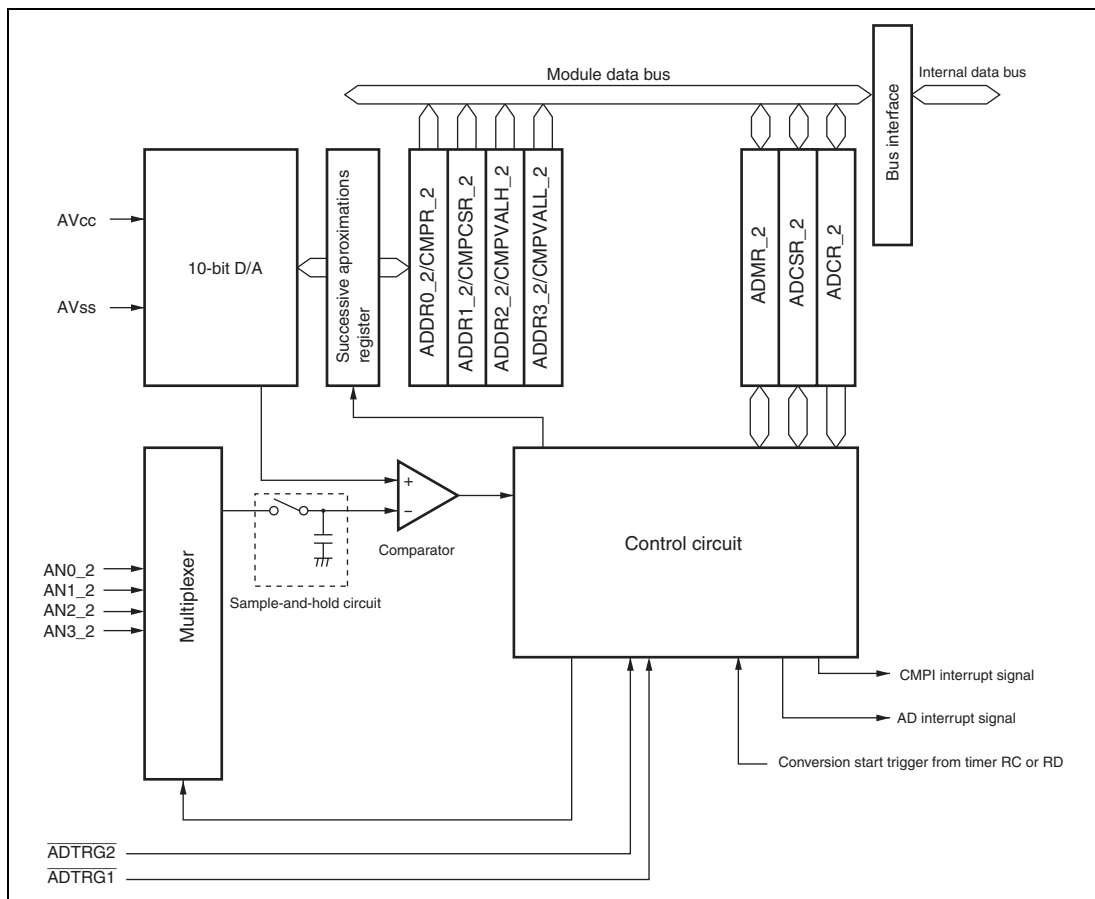 Module data bus
Internal data bus
Bus interface
AVcc
AVss
10-bit D/A
Successive aproximations
register
ADDR0_2/CMPR_2
ADDR1_2/CMPCSR_2
ADDR2_2/CMPVALH_2
ADDR3_2/CMPVALL_2
ADMR_2
ADCSR_2
ADCR_2
+
−
Comparator
Control circuit
AN0_2
AN1_2
AN2_2
AN3_2
Multiplexer
Sample-and-hold circuit
CMPI interrupt signal
AD interrupt signal
Conversion start trigger from timer RC or RD
ADTRG2
ADTRG1